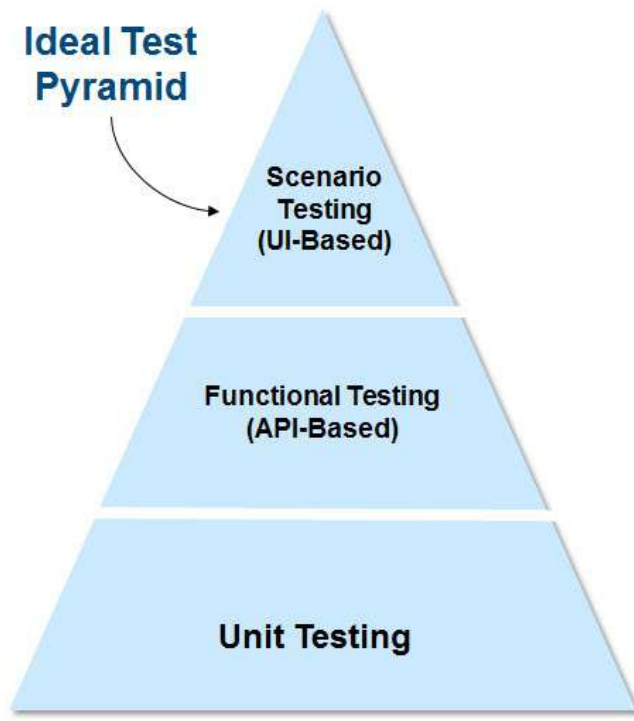 Ideal Test
Pyramid
Scenario
Testing
(UI-Based)
Functional Testing
(API-Based)
Unit Testing